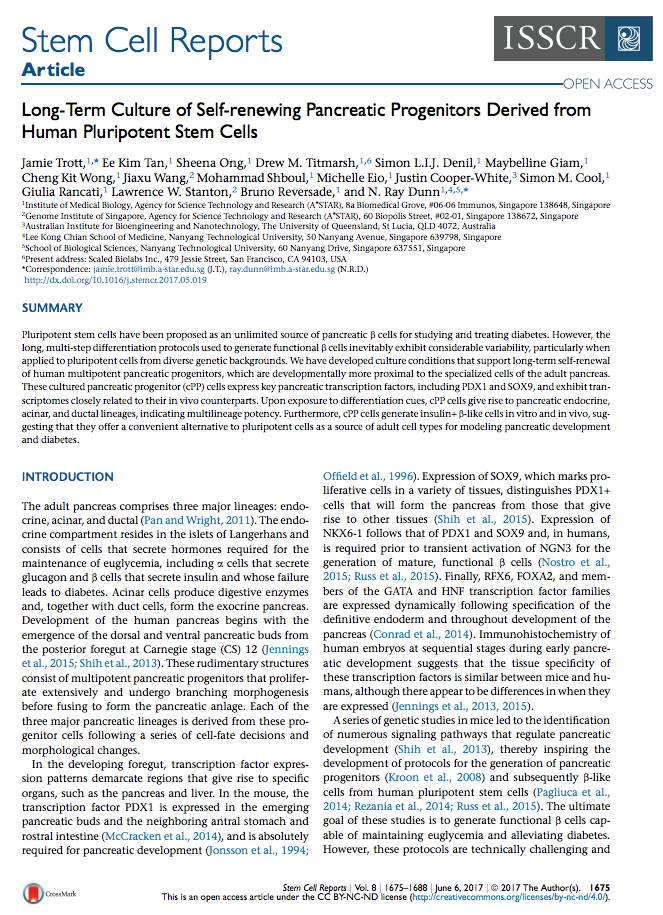 Stem Cell Reports
Article
ISSCR
OPEN ACCESS
Long-Term Culture of Self-renewing Pancreatic Progenitors Derived from
Human Pluripotent Stem Cells
Jamie Trott,1,* Ee Kim Tan,1 Sheena Ong,1 Drew M. Titmarsh,1,6 Simon L.I.J. Denil,1 Maybelline Giam,1
Cheng Kit Wong,1 Jiaxu Wang,2 Mohammad Shboul,1 Michelle Eio,1 Justin Cooper-White,3 Simon M. Cool,1
Giulia Rancati,1 Lawrence W. Stanton,2 Bruno Reversade,1 and N. Ray Dunn1,4,5,*
1Institute of Medical Biology, Agency for Science Technology and Research (A*STAR), 8a Biomedical Grove, #06-06 Immunos, Singapore 138648, Singapore
2Genome Institute of Singapore, Agency for Science Technology and Research (A*STAR), 60 Biopolis Street, #02-01, Singapore 138672, Singapore
3Australian Institute for Bioengineering and Nanotechnology, The University of Queensland, St Lucia, QLD 4072, Australia
4Lee Kong Chian School of Medicine, Nanyang Technological University, 50 Nanyang Avenue, Singapore 639798, Singapore
5School of Biological Sciences, Nanyang Technological University, 60 Nanyang Drive, Singapore 637551, Singapore
6Present address: Scaled Biolabs Inc., 479 Jessie Street, San Francisco, CA 94103, USA
*Correspondence: jamie.trott@imb.a-star.edu.sg (J.T.), ray.dunn@imb.a-star.edu.sg (N.R.D.)
http://dx.doi.org/10.1016/j.stemcr.2017.05.019
SUMMARY
Pluripotent stem cells have been proposed as an unlimited source of pancreatic β cells for studying and treating diabetes. However, the
long, multi-step differentiation protocols used to generate functional β cells inevitably exhibit considerable variability, particularly when
applied to pluripotent cells from diverse genetic backgrounds. We have developed culture conditions that support long-term self-renewal
of human multipotent pancreatic progenitors, which are developmentally more proximal to the specialized cells of the adult pancreas.
These cultured pancreatic progenitor (cPP) cells express key pancreatic transcription factors, including PDX1 and SOX9, and exhibit tran-
scriptomes closely related to their in vivo counterparts. Upon exposure to differentiation cues, cPP cells give rise to pancreatic endocrine,
acinar, and ductal lineages, indicating multilineage potency. Furthermore, cPP cells generate insulin+ β-like cells in vitro and in vivo, sug-
gesting that they offer a convenient alternative to pluripotent cells as a source of adult cell types for modeling pancreatic development
and diabetes.
INTRODUCTION
The adult pancreas comprises three major lineages: endo-
crine, acinar, and ductal (Pan and Wright, 2011). The endo-
crine compartment resides in the islets of Langerhans and
consists of cells that secrete hormones required for the
maintenance of euglycemia, including α cells that secrete
glucagon and β cells that secrete insulin and whose failure
leads to diabetes. Acinar cells produce digestive enzymes
and, together with duct cells, form the exocrine pancreas.
Development of the human pancreas begins with the
emergence of the dorsal and ventral pancreatic buds from
the posterior foregut at Carnegie stage (CS) 12 (Jennings
et al., 2015; Shih et al., 2013). These rudimentary structures
consist of multipotent pancreatic progenitors that prolifer-
ate extensively and undergo branching morphogenesis
before fusing to form the pancreatic anlage. Each of the
three major pancreatic lineages is derived from these pro-
genitor cells following a series of cell-fate decisions and
morphological changes.
In the developing foregut, transcription factor expres-
sion patterns demarcate regions that give rise to specific
organs, such as the pancreas and liver. In the mouse, the
transcription factor PDX1 is expressed in the emerging
pancreatic buds and the neighboring antral stomach and
rostral intestine (McCracken et al., 2014), and is absolutely
required for pancreatic development (Jonsson et al., 1994;
Offield et al., 1996). Expression of SOX9, which marks pro-
liferative cells in a variety of tissues, distinguishes PDX1+
cells that will form the pancreas from those that give
rise to other tissues (Shih et al., 2015). Expression of
NKX6-1 follows that of PDX1 and SOX9 and, in humans,
is required prior to transient activation of NGN3 for the
generation of mature, functional β cells (Nostro et al.,
2015; Russ et al., 2015). Finally, RFX6, FOXA2, and mem-
bers of the GATA and HNF transcription factor families
are expressed dynamically following specification of the
definitive endoderm and throughout development of the
pancreas (Conrad et al., 2014). Immunohistochemistry of
human embryos at sequential stages during early pancre-
atic development suggests that the tissue specificity of
these transcription factors is similar between mice and hu-
mans, although there appear to be differences in when they
are expressed (Jennings et al., 2013, 2015).
A series of genetic studies in mice led to the identification
of numerous signaling pathways that regulate pancreatic
development (Shih et al., 2013), thereby inspiring the
development of protocols for the generation of pancreatic
progenitors (Kroon et al., 2008) and subsequently β-like
cells from human pluripotent stem cells (Pagliuca et al.,
2014; Rezania et al., 2014; Russ et al., 2015). The ultimate
goal of these studies is to generate functional β cells cap-
able of maintaining euglycemia and alleviating diabetes.
However, these protocols are technically challenging and
CrossMark
Stem Cell Reports | Vol. 8 | 1675–1688 | June 6, 2017 | © 2017 The Author(s). 1675
This is an open access article under the CC BY-NC-ND license (http://creativecommons.org/licenses/by-nc-nd/4.0/).